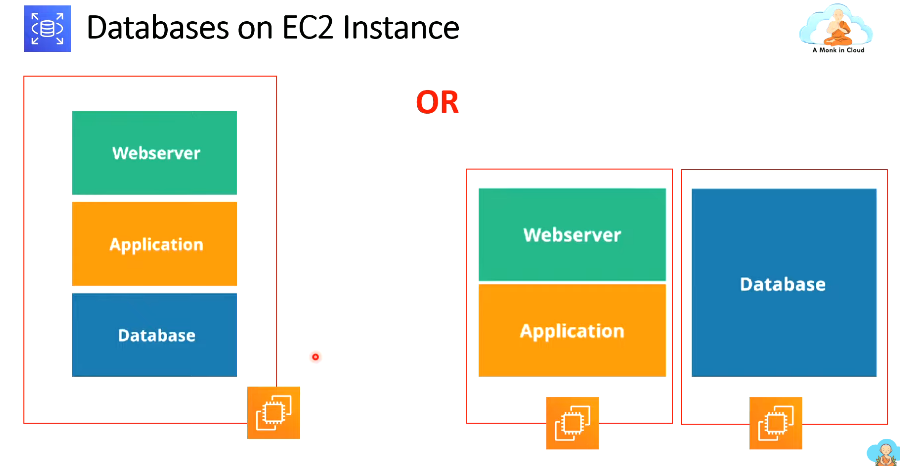 Databases on EC2 Instance
A Monk in Cloud
OR
Webserver
Application
Database
Webserver
Application
Database